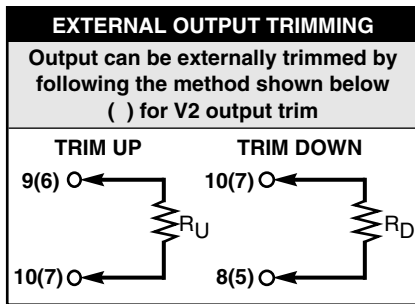 EXTERNAL OUTPUT TRIMMING
Output can be externally trimmed by
following the method shown below
( ) for V2 output trim
TRIM UP TRIM DOWN
9(6) 10(7)
RU RD
10(7) 8(5)